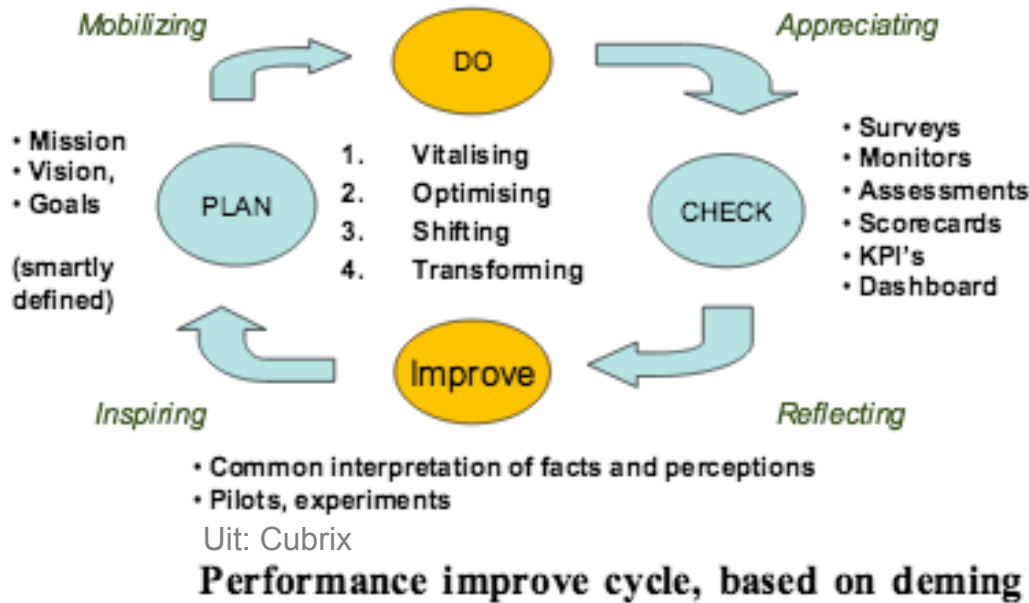 Mobilizing
Appreciating
DO
• Mission
• Vision,
• Goals
(smartly
defined)
PLAN
1. Vitalising
2. Optimising
3. Shifting
4. Transforming
CHECK
• Surveys
• Monitors
• Assessments
• Scorecards
• KPI's
• Dashboard
Improve
Inspiring
Reflecting
• Common interpretation of facts and perceptions
• Pilots, experiments
Uit: Cubrix
Performance improve cycle, based on deming